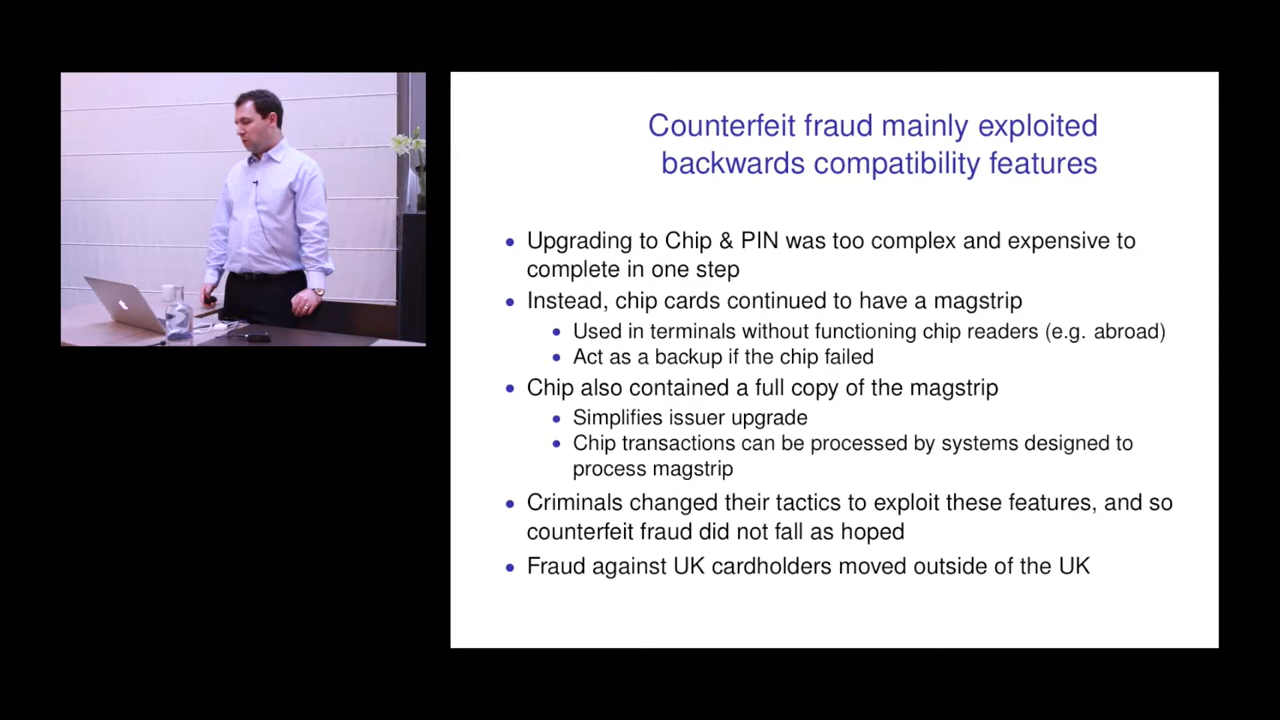 Counterfeit fraud mainly exploited
backwards compatibility features
• Upgrading to Chip & PIN was too complex and expensive to
complete in one step
• Instead, chip cards continued to have a magstrip
• Used in terminals without functioning chip readers (e.g. abroad)
• Act as a backup if the chip failed
• Chip also contained a full copy of the magstrip
• Simplifies issuer upgrade
• Chip transactions can be processed by systems designed to
process magstrip
• Criminals changed their tactics to exploit these features, and so
counterfeit fraud did not fall as hoped
• Fraud against UK cardholders moved outside of the UK